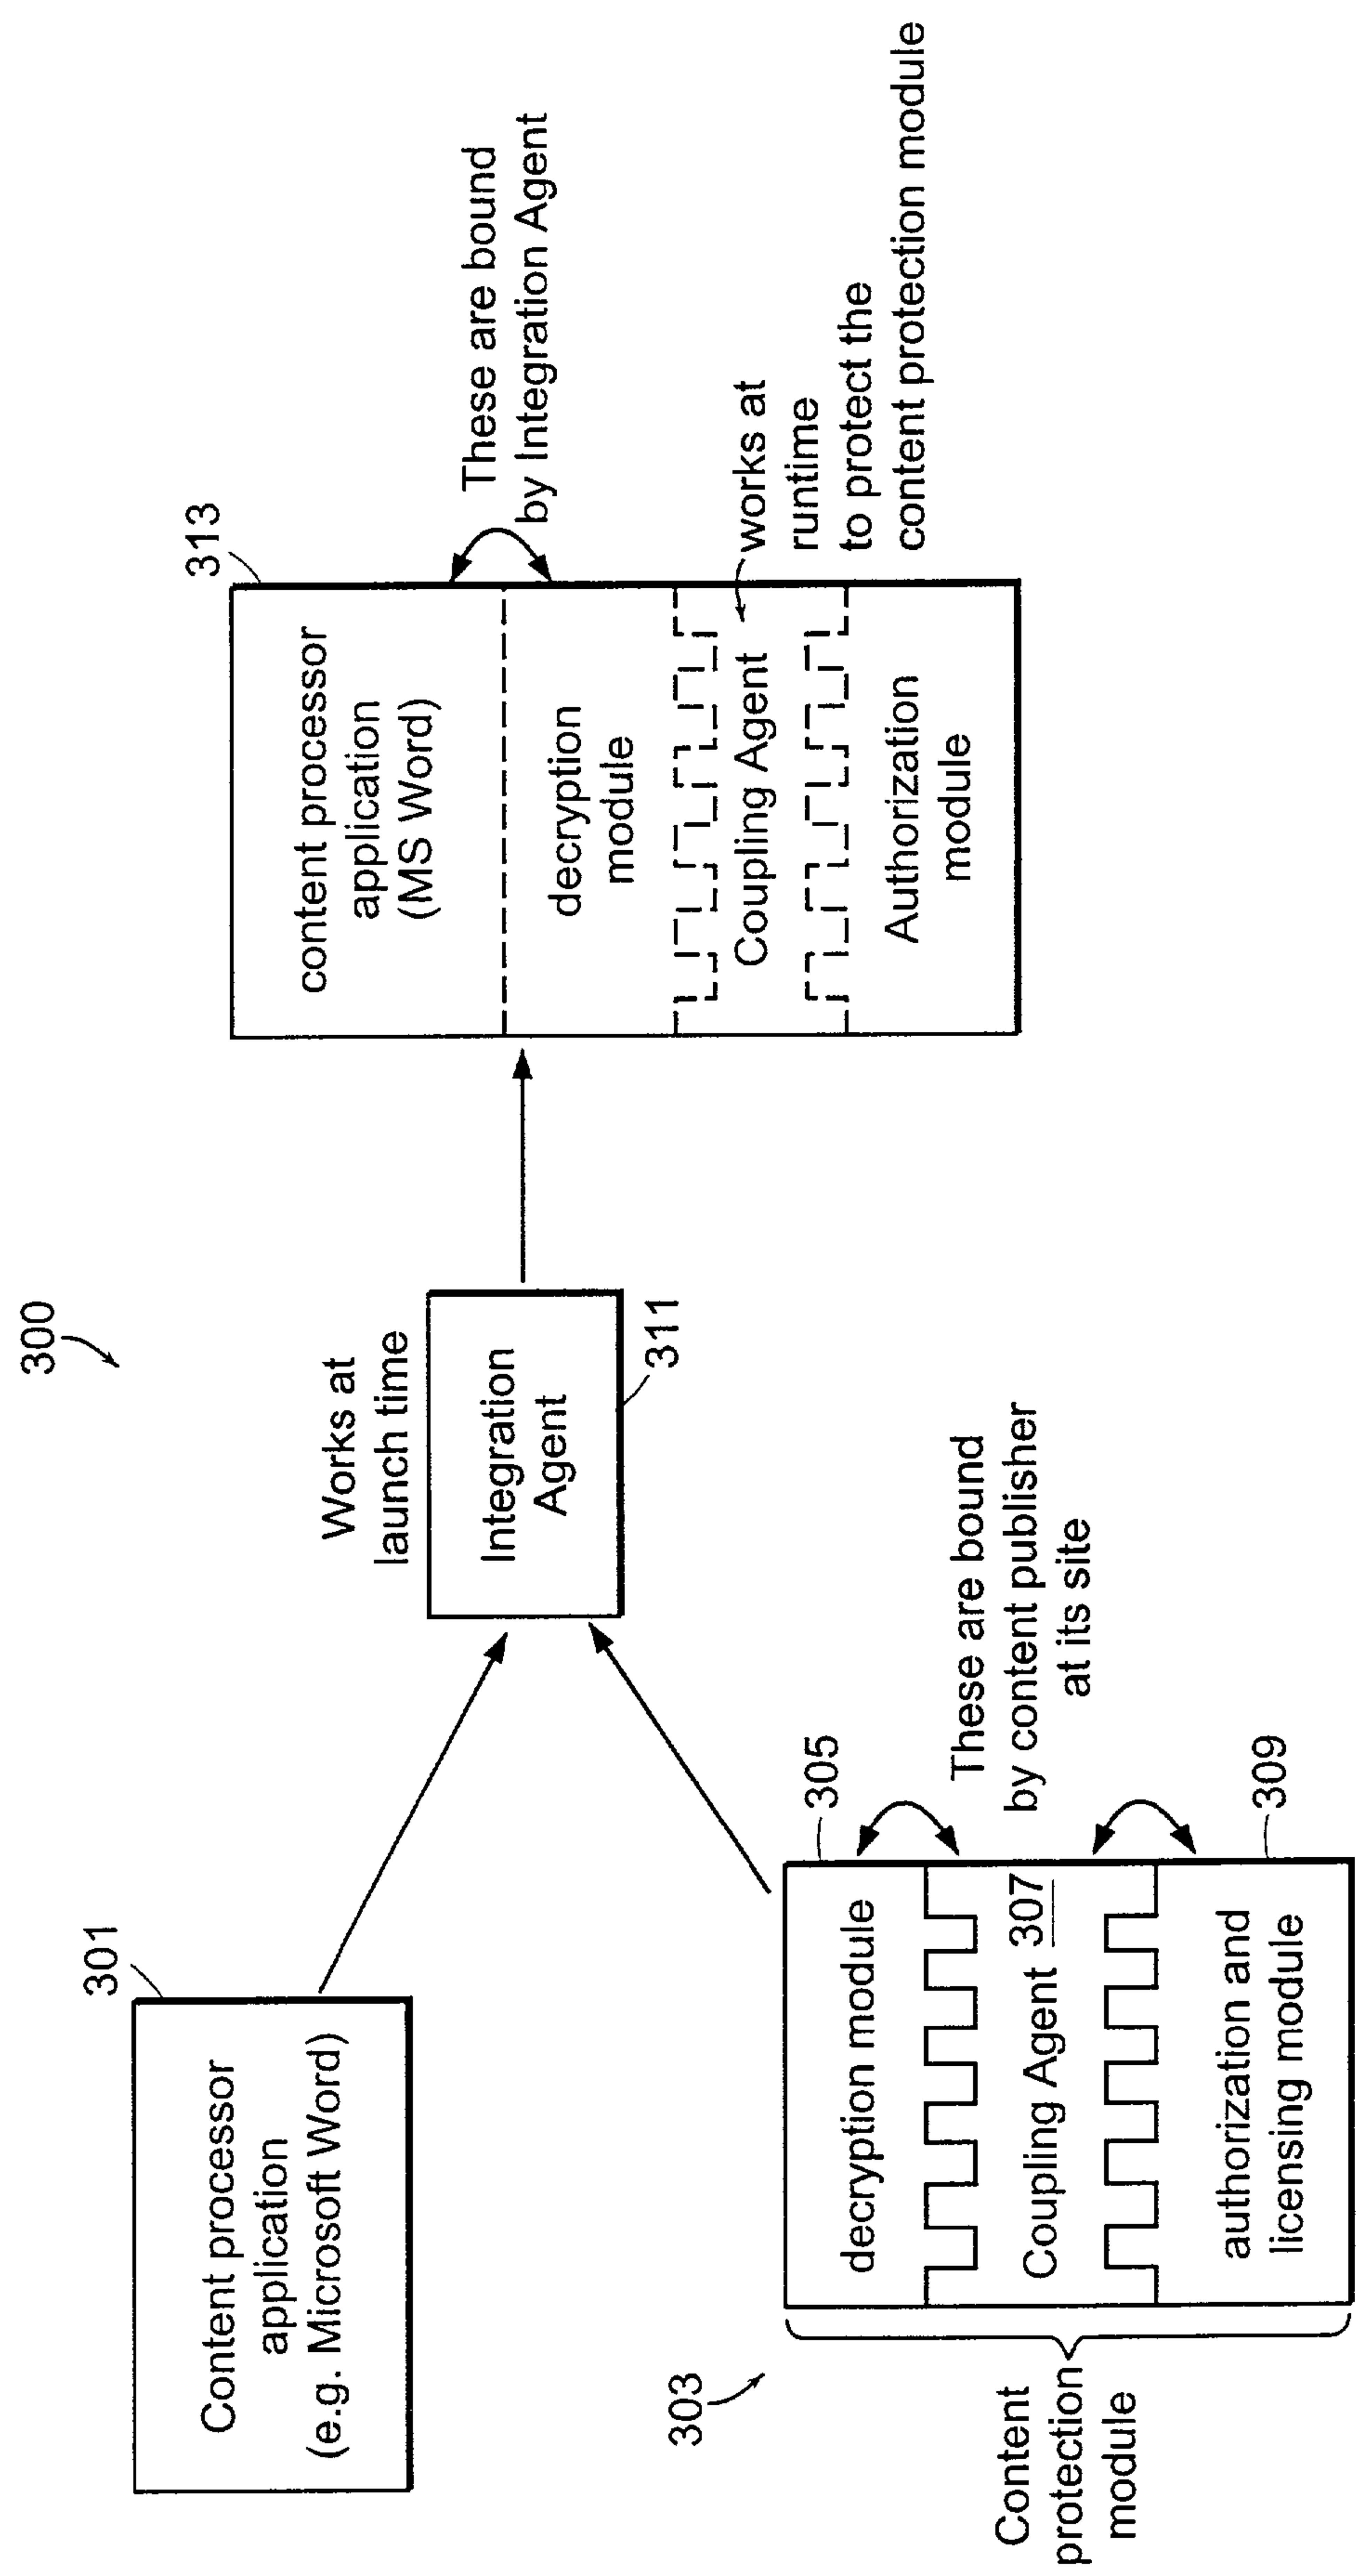 300
301
Content processor
application
(e.g. Microsoft Word)
303
Content
protection
module
305
decryption module
Coupling Agent 307
309
authorization and
licensing module
These are bound
by content publisher
at its site
Works at
launch time
Integration
Agent
311
313
content processor
application
(MS Word)
decryption
module
Coupling Agent
Authorization
module
These are bound
by Integration Agent
works at
runtime
to protect the
content protection module